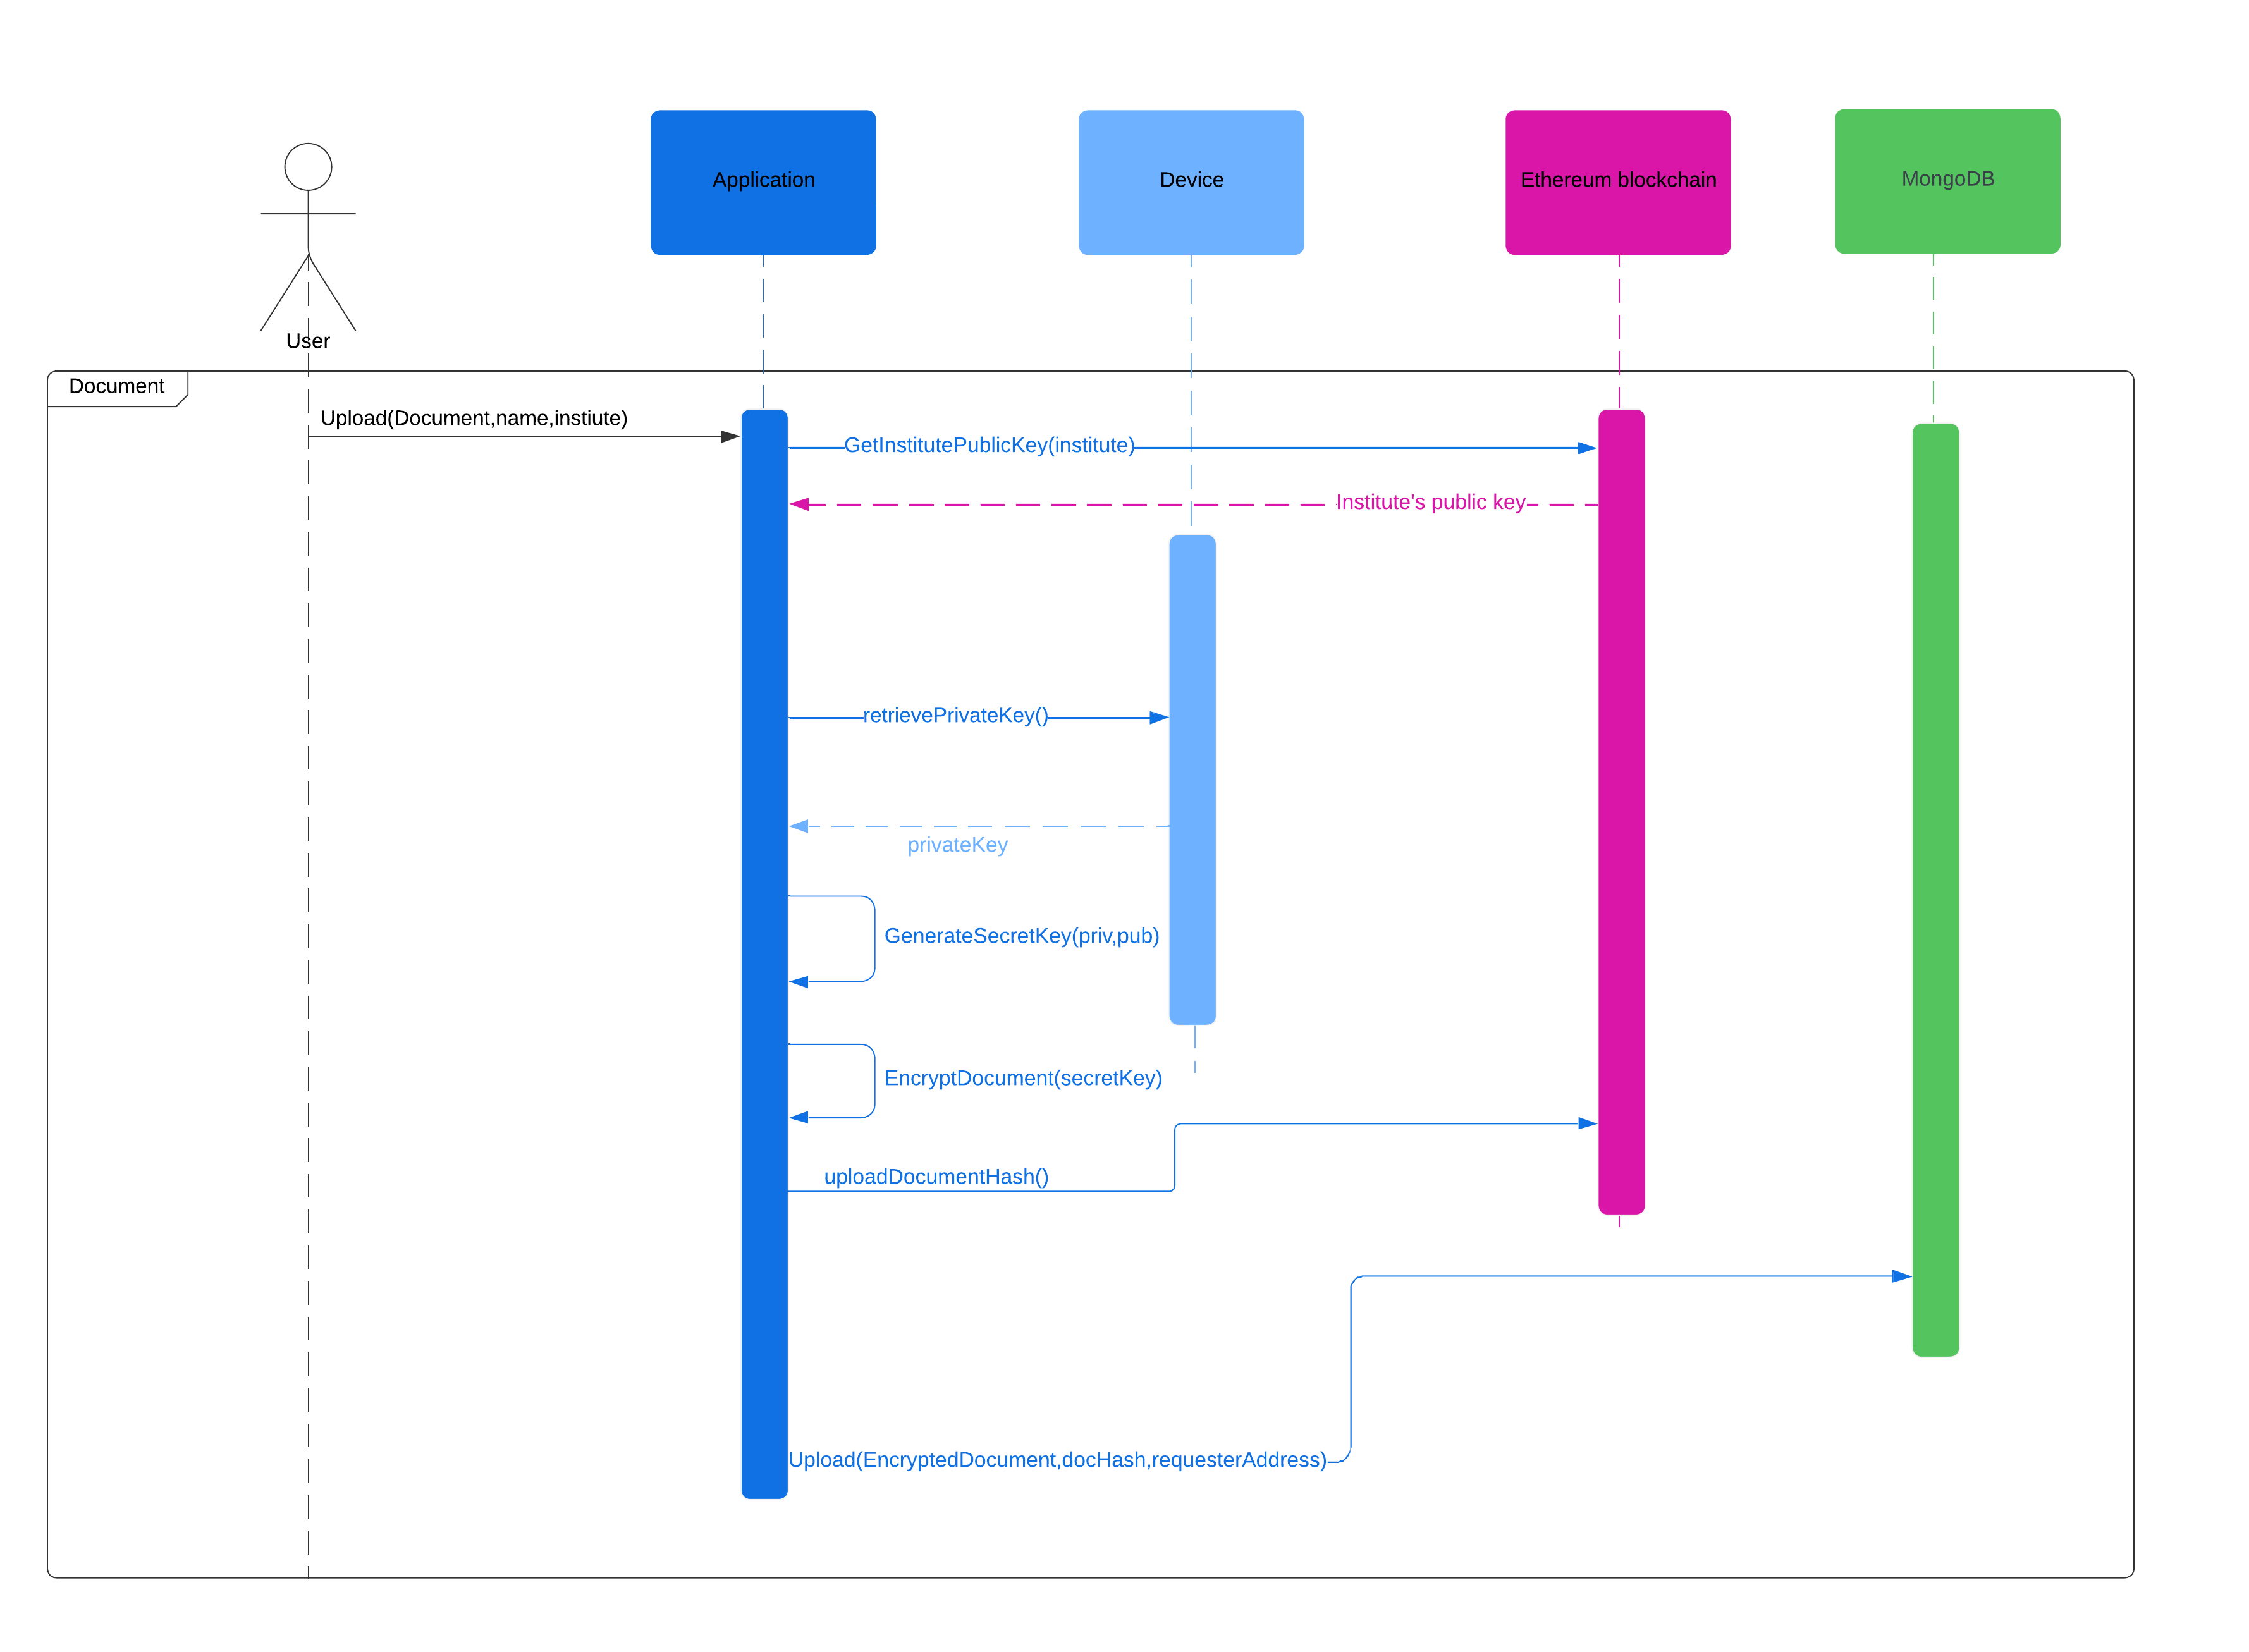 Application
Device
Ethereum blockchain
MongoDB
User
Document
Upload(Document,name,instiute)
GetInstitutePublicKey(institute)
Institute's public key
retrievePrivateKey()
privateKey
GenerateSecretKey(priv,pub)
EncryptDocument(secretKey)
uploadDocumentHash()
Upload(EncryptedDocument,docHash,requesterAddress)